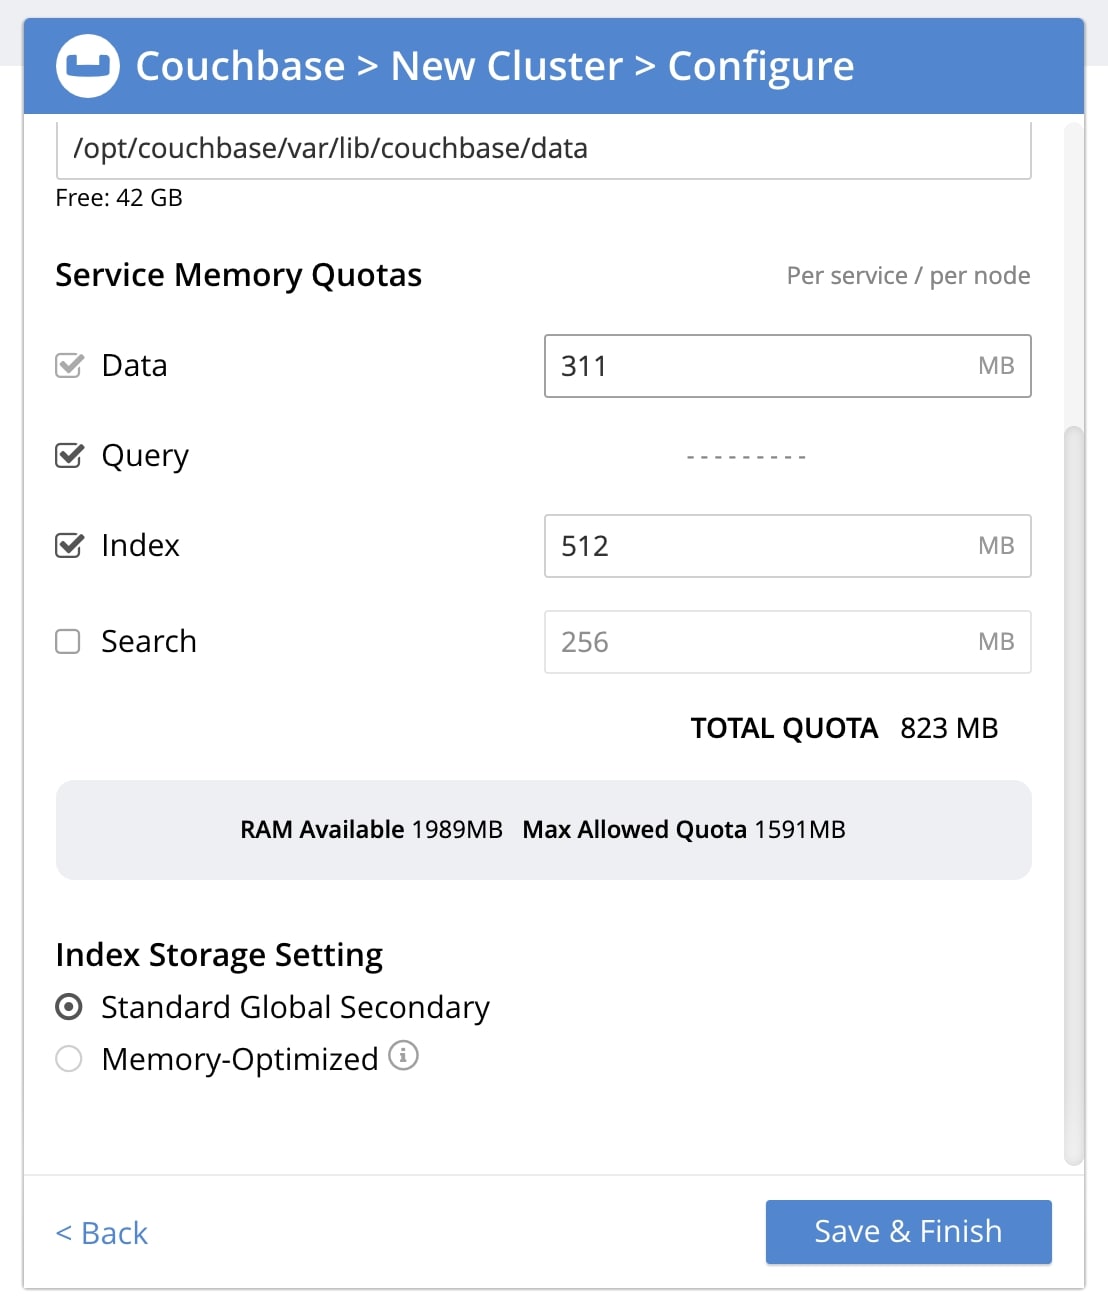 Couchbase > New Cluster > Configure
/opt/couchbase/var/lib/couchbase/data
Free: 42 GB
Service Memory Quotas Per service / per node
Data 311 MB
Query ---------
Index 512 MB
Search 256 MB
TOTAL QUOTA 823 MB
RAM Available 1989MB Max Allowed Quota 1591MB
Index Storage Setting
Standard Global Secondary
Memory-Optimized
< Back Save & Finish